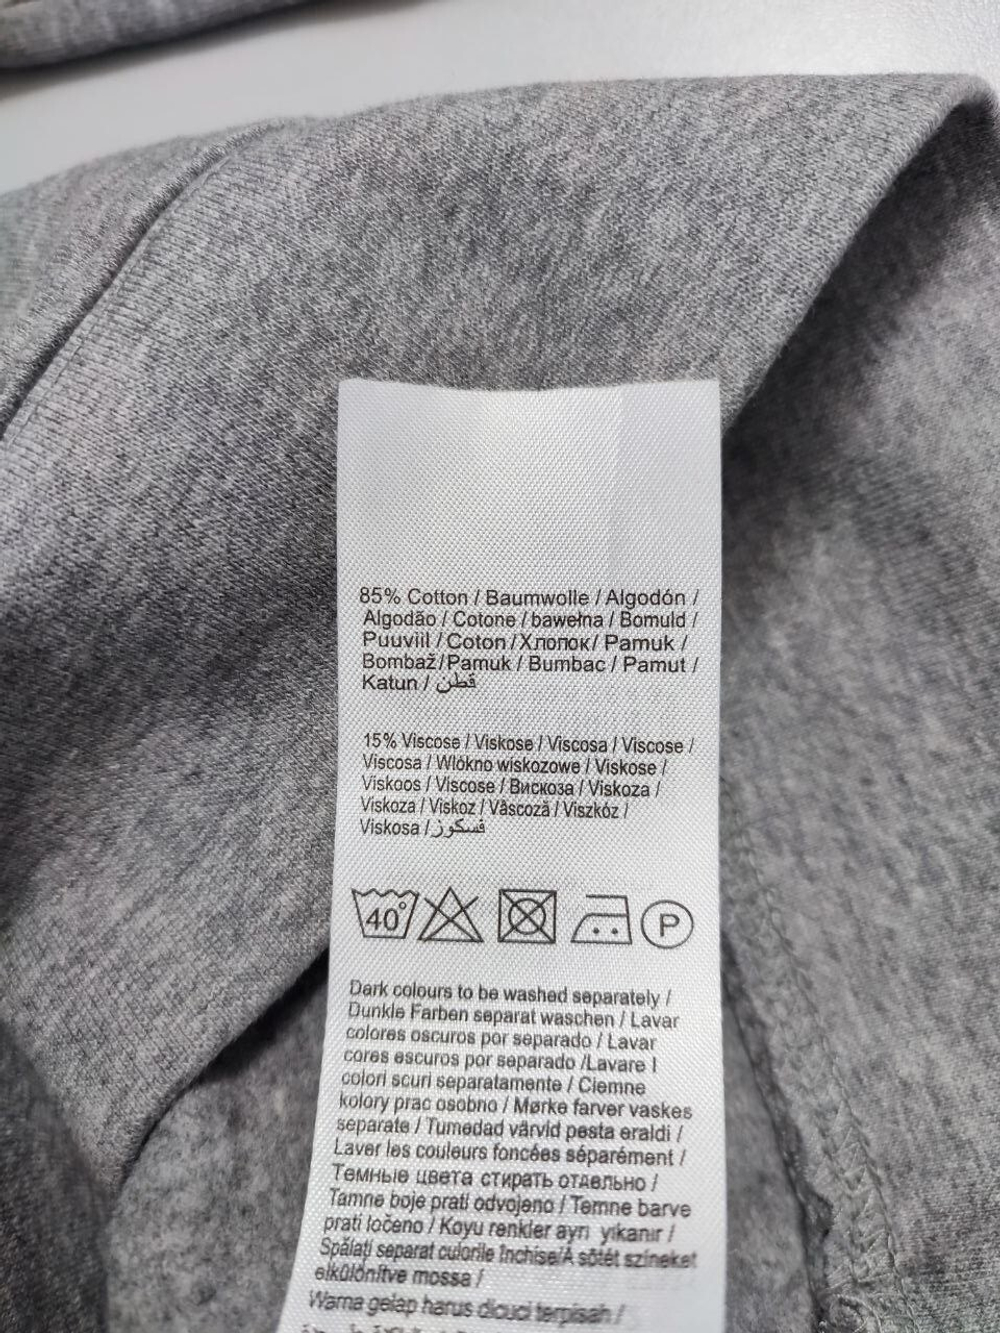 85% Cotton / Baumwolle / Algodón /
Algodão / Cotone / bawełna / Bomuld /
Puuviil / Coton / Хлопок / Pamuk /
Bombaž / Pamuk / Bumbac / Pamut /
Katun / قطن
15% Viscose / Viskose / Viscosa / Viscose /
Viscosa / Wlókno wiskozowe / Viskose /
Viskoos / Viscose / Вискоза / Viskoza /
Viskoza / Viskoz / Vâscoză / Viszkóz /
Viskosa / فسكوز
40°
P
Dark colours to be washed separately /
Dunkle Farben separat waschen / Lavar
colores oscuros por separado / Lavar
cores escuros por separado /Lavare I
colori scuri separatamente / Ciemne
kolory prac osobno / Mørke farver vaskes
separate / Tumedad värvid pesta eraldi /
Laver les couleurs foncées séparément /
Темные цвета стирать отдельно /
Tamne boje prati odvojeno / Temne barve
prati ločeno / Koyu renkler ayrı yıkanır /
Spălați separat culorile închise/A sötét színeket
elkülönítve mossa /
Warna gelap harus dicuci terpisah /